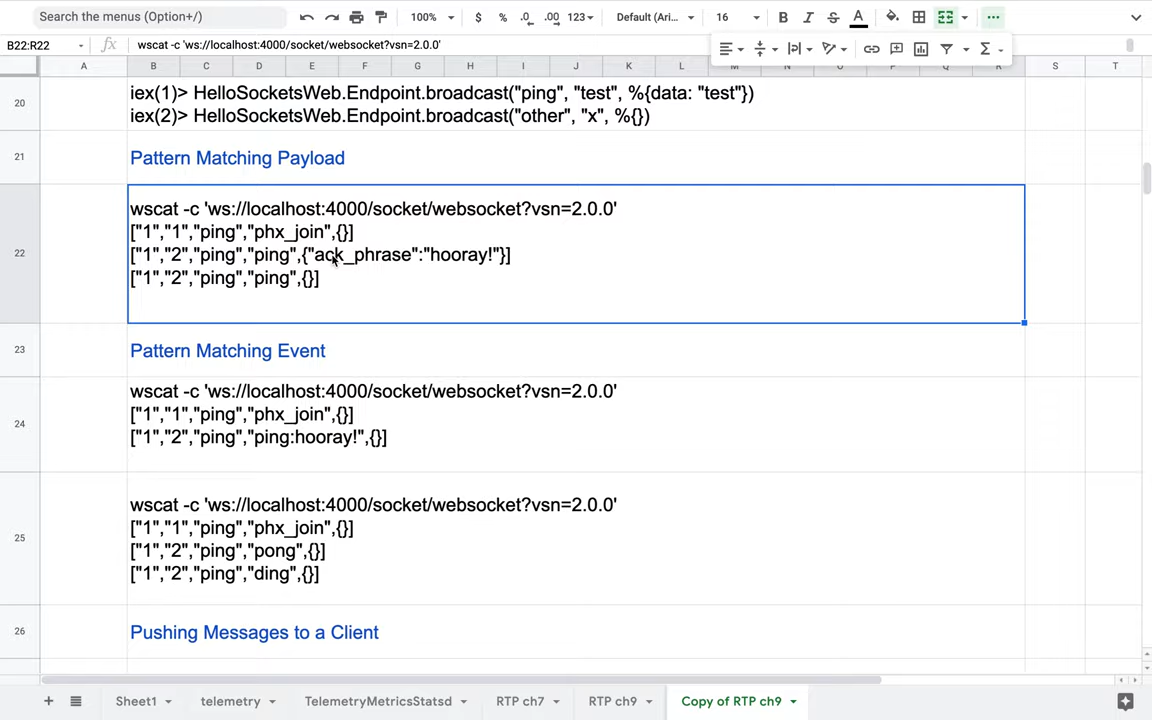 Search the menus (Option+/)
100%
$
%
.0
.00
123
Default (Ari...
16
B
I
S
A
B22:R22
fx
wscat -c 'ws://localhost:4000/socket/websocket?vsn=2.0.0'
A B C D E F G H I J K L M N O P Q R S T
20
iex(1)> HelloSocketsWeb.Endpoint.broadcast("ping", "test", %{data: "test"})
iex(2)> HelloSocketsWeb.Endpoint.broadcast("other", "x", %{})
21
Pattern Matching Payload
22
wscat -c 'ws://localhost:4000/socket/websocket?vsn=2.0.0'
["1","1","ping","phx_join",{}]
["1","2","ping","ping",{"ack_phrase":"hooray!"}]
["1","2","ping","ping",{}]
23
Pattern Matching Event
24
wscat -c 'ws://localhost:4000/socket/websocket?vsn=2.0.0'
["1","1","ping","phx_join",{}]
["1","2","ping","ping:hooray!",{}]
25
wscat -c 'ws://localhost:4000/socket/websocket?vsn=2.0.0'
["1","1","ping","phx_join",{}]
["1","2","ping","pong",{}]
["1","2","ping","ding",{}]
26
Pushing Messages to a Client
Sheet1
telemetry
TelemetryMetricsStatsd
RTP ch7
RTP ch9
Copy of RTP ch9